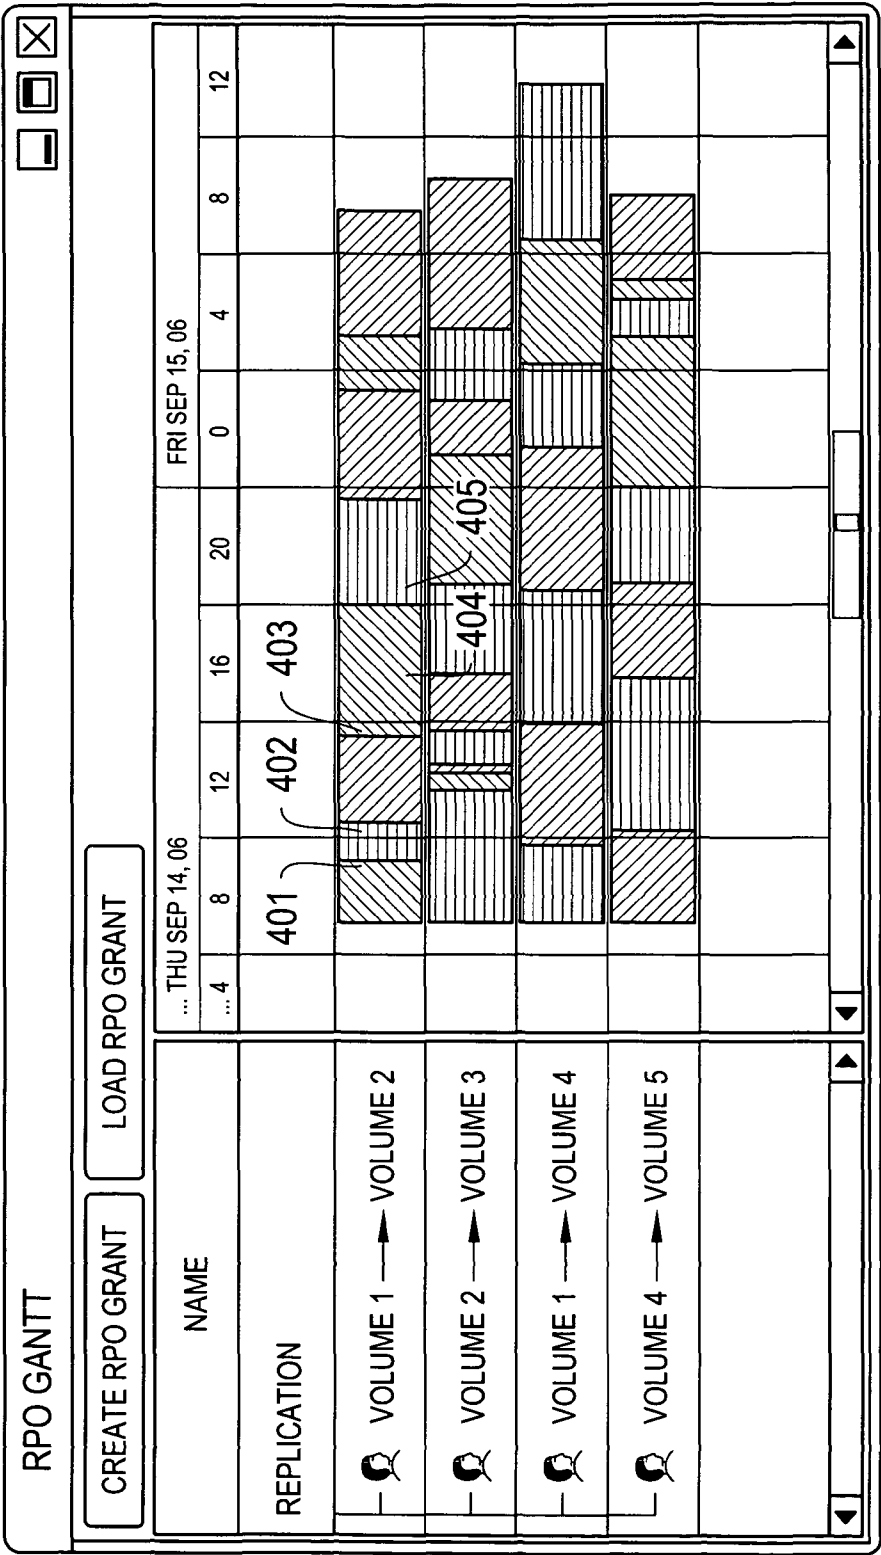 RPO GANTT
CREATE RPO GRANT
LOAD RPO GRANT
NAME
... THU SEP 14, 06
FRI SEP 15, 06
... 4
8
12
16
20
0
4
8
12
REPLICATION
401
402
403
VOLUME 1 VOLUME 2
404
405
VOLUME 2 VOLUME 3
VOLUME 1 VOLUME 4
VOLUME 4 VOLUME 5